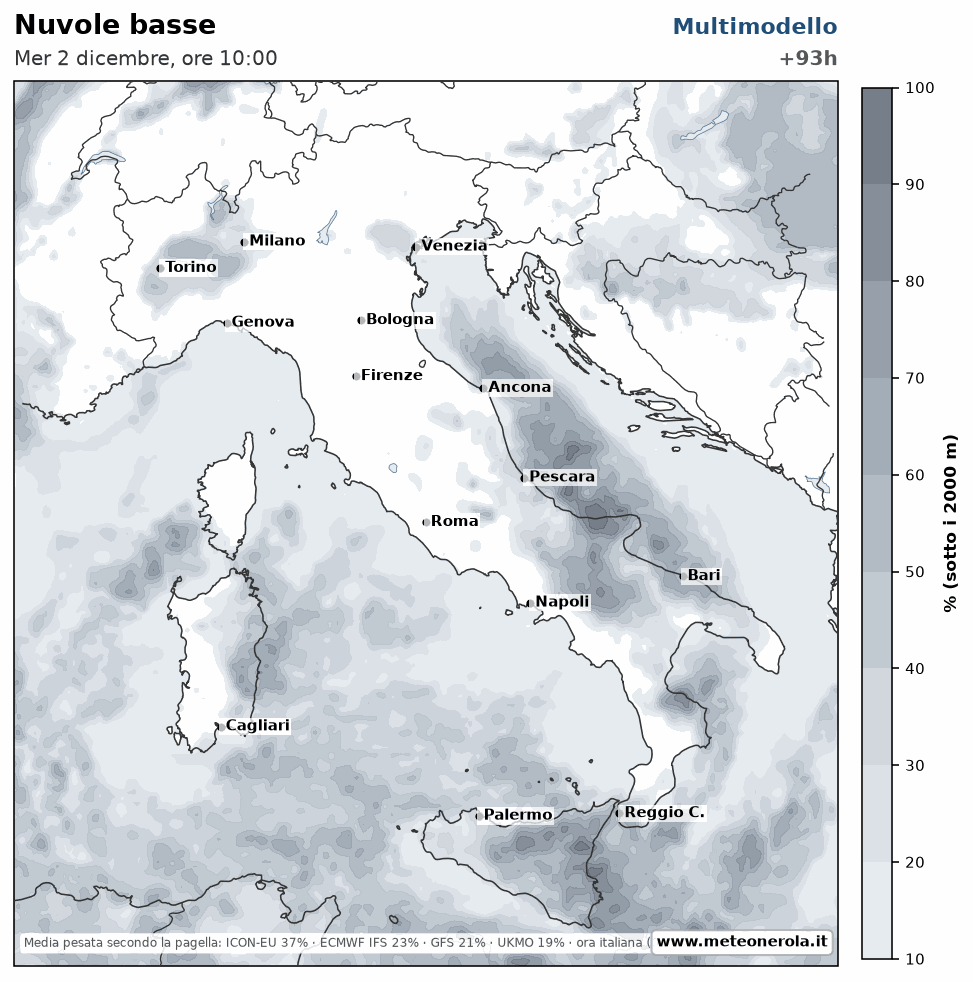 Nuvole basse
Multimodello
Mer 2 dicembre, ore 10:00
+93h
Milano
Venezia
Torino
Genova
Bologna
Firenze
Ancona
Pescara
Roma
Bari
Napoli
Cagliari
Palermo
Reggio C.
Media pesata secondo la pagella: ICON-EU 37% · ECMWF IFS 23% · GFS 21% · UKMO 19% · ora italiana (
www.meteonerola.it
100
90
80
70
60
50
40
30
20
10
% (sotto i 2000 m)